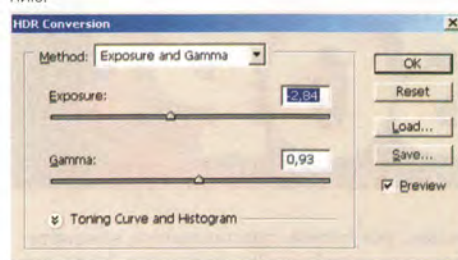 HDR Conversion
Method: Exposure and Gamma
OK
Exposure: -2,84
Reset
Load...
Gamma: 0,93
Save...
Preview
Toning Curve and Histogram